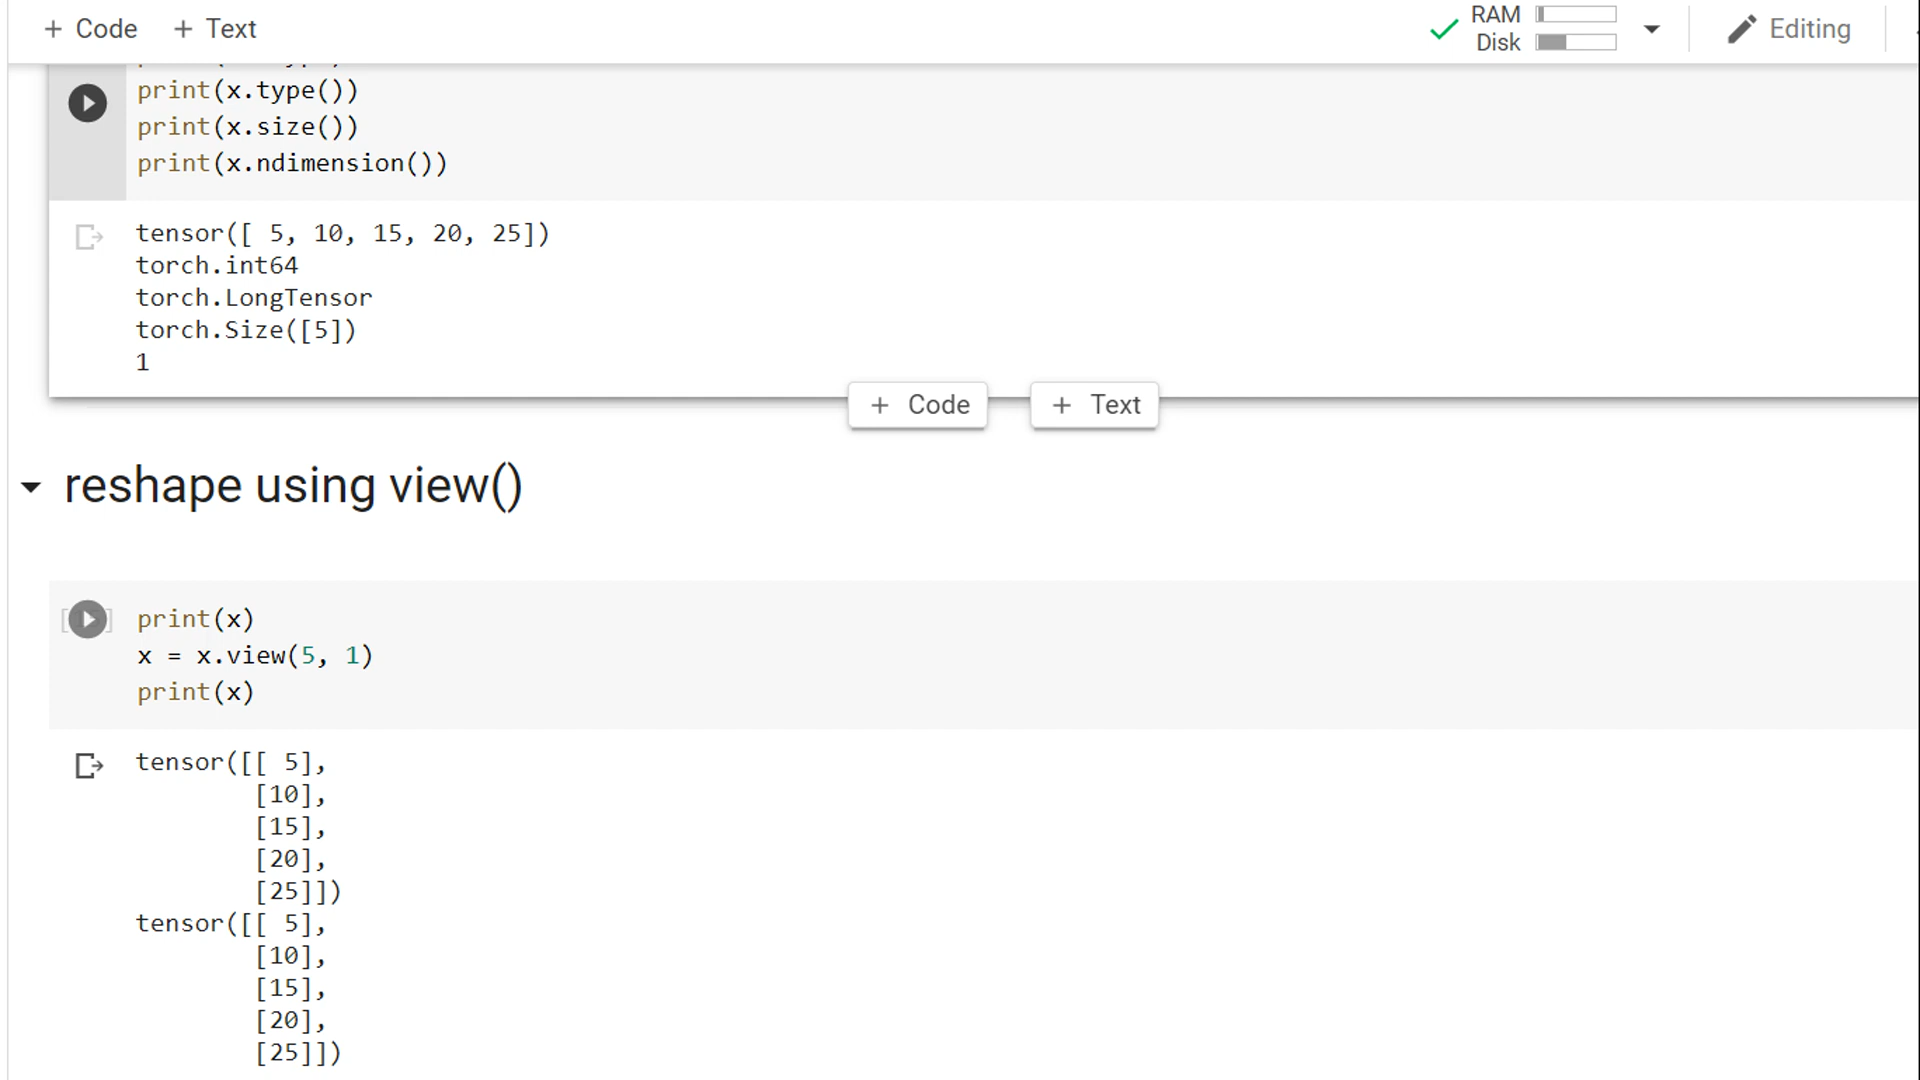 + Code + Text
RAM
Disk
Editing
print(x.type())
print(x.size())
print(x.ndimension())
tensor([ 5, 10, 15, 20, 25])
torch.int64
torch.LongTensor
torch.Size([5])
1
+ Code + Text
reshape using view()
print(x)
x = x.view(5, 1)
print(x)
tensor([[ 5],
[10],
[15],
[20],
[25]])
tensor([[ 5],
[10],
[15],
[20],
[25]])